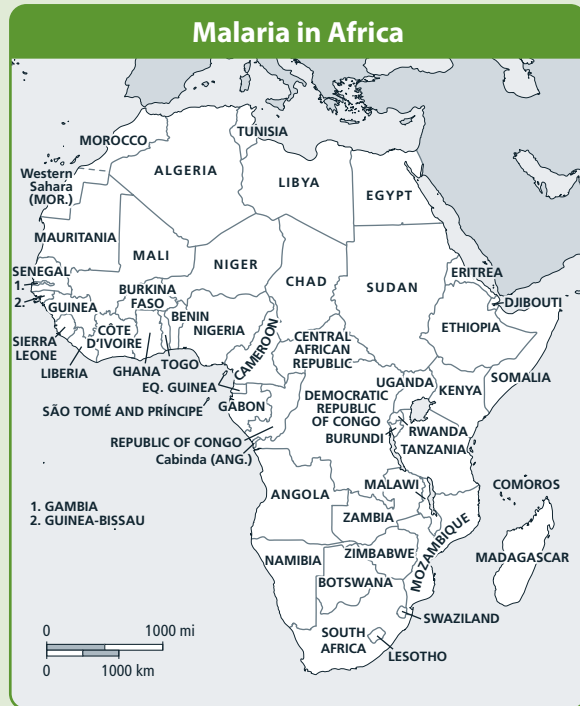 Malaria in Africa
MOROCCO
TUNISIA
ALGERIA
LIBYA
EGYPT
Western
Sahara
(MOR.)
MAURITANIA
MALI
NIGER
CHAD
SUDAN
ERITREA
SENEGAL
1.
2.
GUINEA
BURKINA
FASO
BENIN
NIGERIA
DJIBOUTI
ETHIOPIA
SIERRA
LEONE
CÔTE
D'IVOIRE
LIBERIA
GHANA
TOGO
CAMEROON
CENTRAL
AFRICAN
REPUBLIC
EQ. GUINEA
SÃO TOMÉ AND PRÍNCIPE
GABON
DEMOCRATIC
REPUBLIC
OF CONGO
UGANDA
KENYA
SOMALIA
REPUBLIC OF CONGO
Cabinda (ANG.)
BURUNDI
RWANDA
TANZANIA
1. GAMBIA
2. GUINEA-BISSAU
ANGOLA
MALAWI
COMOROS
ZAMBIA
MOZAMBIQUE
MADAGASCAR
NAMIBIA
ZIMBABWE
BOTSWANA
SWAZILAND
SOUTH
AFRICA
LESOTHO
0 1000 mi
0 1000 km